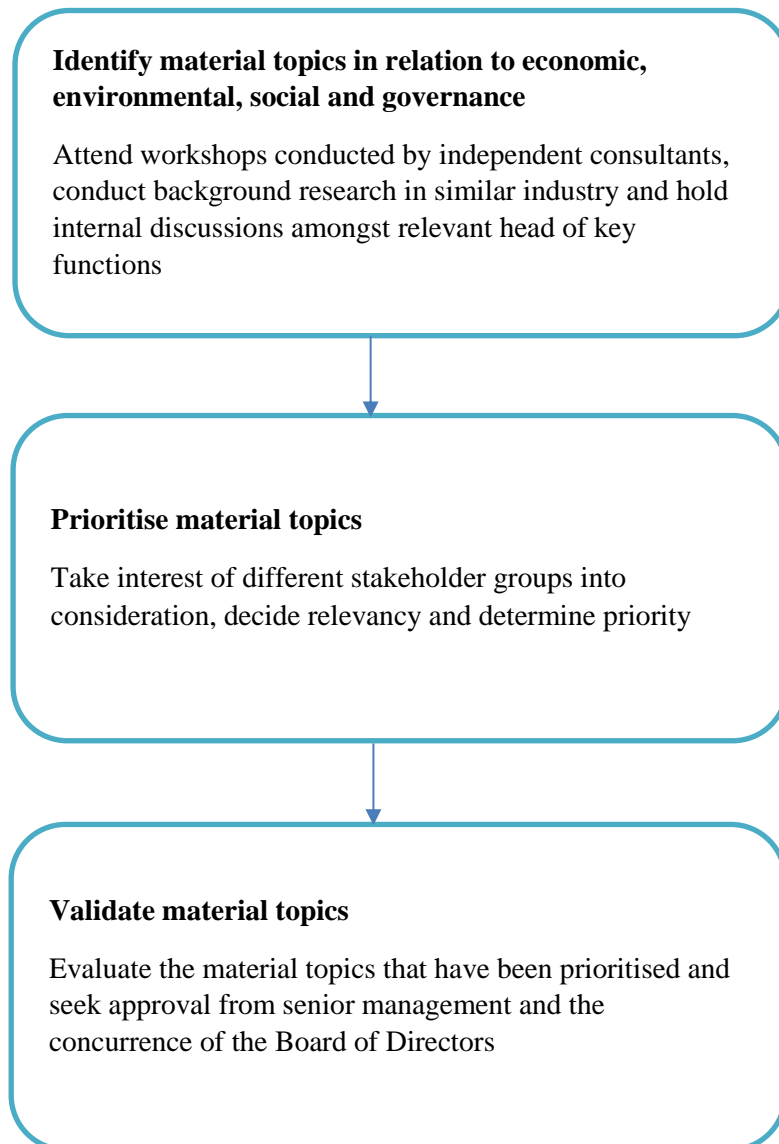 Identify material topics in relation to economic,
environmental, social and governance
Attend workshops conducted by independent consultants,
conduct background research in similar industry and hold
internal discussions amongst relevant head of key
functions
Prioritise material topics
Take interest of different stakeholder groups into
consideration, decide relevancy and determine priority
Validate material topics
Evaluate the material topics that have been prioritised and
seek approval from senior management and the
concurrence of the Board of Directors